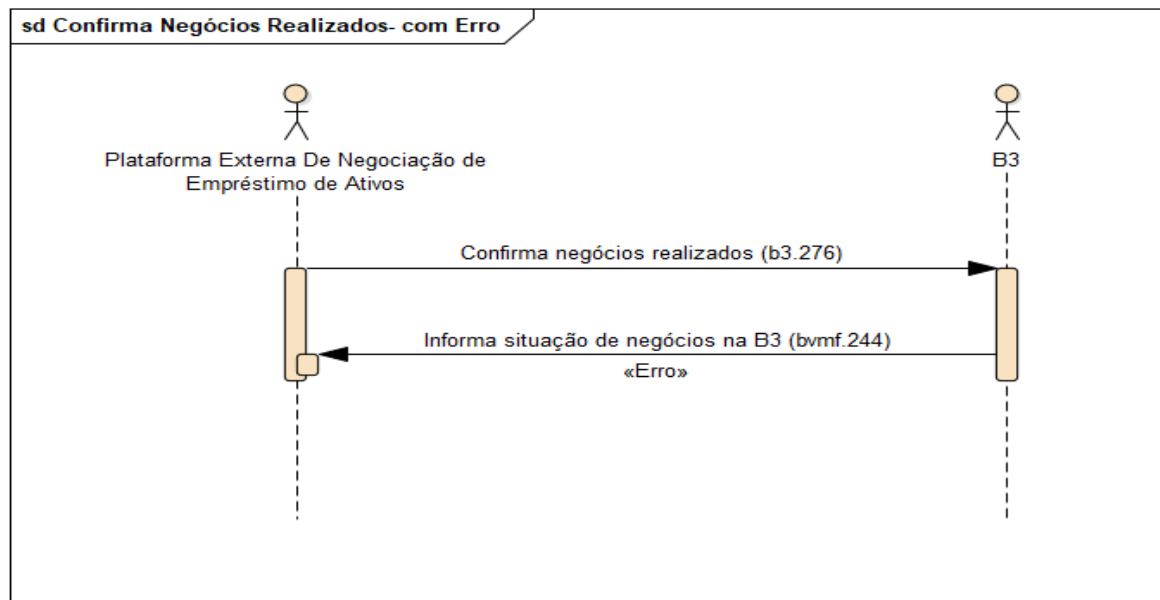 sd Confirma Negócios Realizados- com Erro
Plataforma Externa De Negociação de
Empréstimo de Ativos
B3
Confirma negócios realizados (b3.276)
Informa situação de negócios na B3 (bvmf.244)
«Erro»